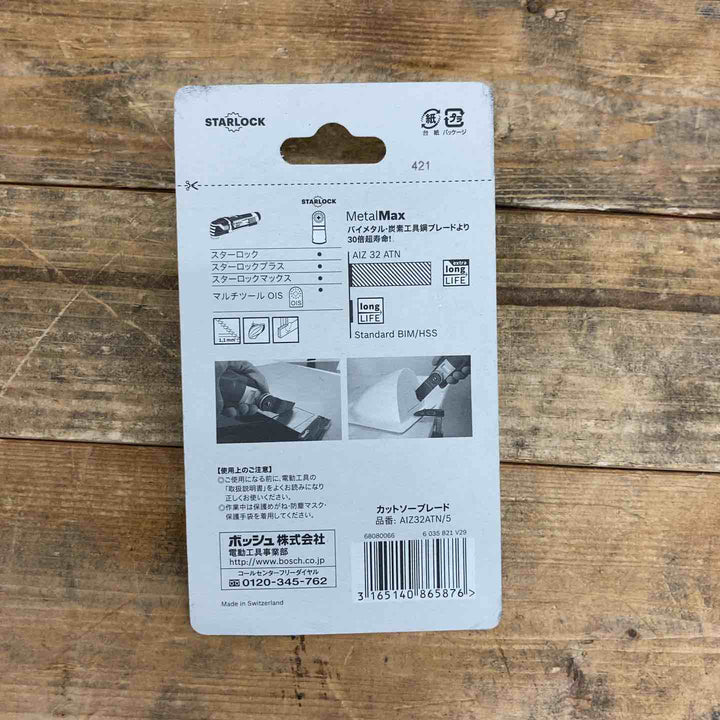 STARLOCK
紙
台 紙
プラ
パッケージ
421
STARLOCK
MetalMax
バイメタル・炭素工具鋼ブレードより
30倍超寿命!
スターロック
スターロックプラス
スターロックマックス
マルチツール OIS
OIS
AIZ 32 ATN
extra
long
LIFE
long
LIFE
Standard BIM/HSS
1,1 mm
【使用上のご注意】
◎ご使用になる前に、電動工具の
「取扱説明書」をよくお読みになり
正しくお使いください。
◎作業中は保護めがね・防塵マスク・
保護手袋を着用してください。
ボッシュ株式会社
電動工具事業部
http://www.bosch.co.jp
コールセンターフリーダイヤル
0120-345-762
Made in Switzerland
カットソーブレード
品番: AIZ32ATN/5
68080066
6 035 821 V29
3 165140 865876